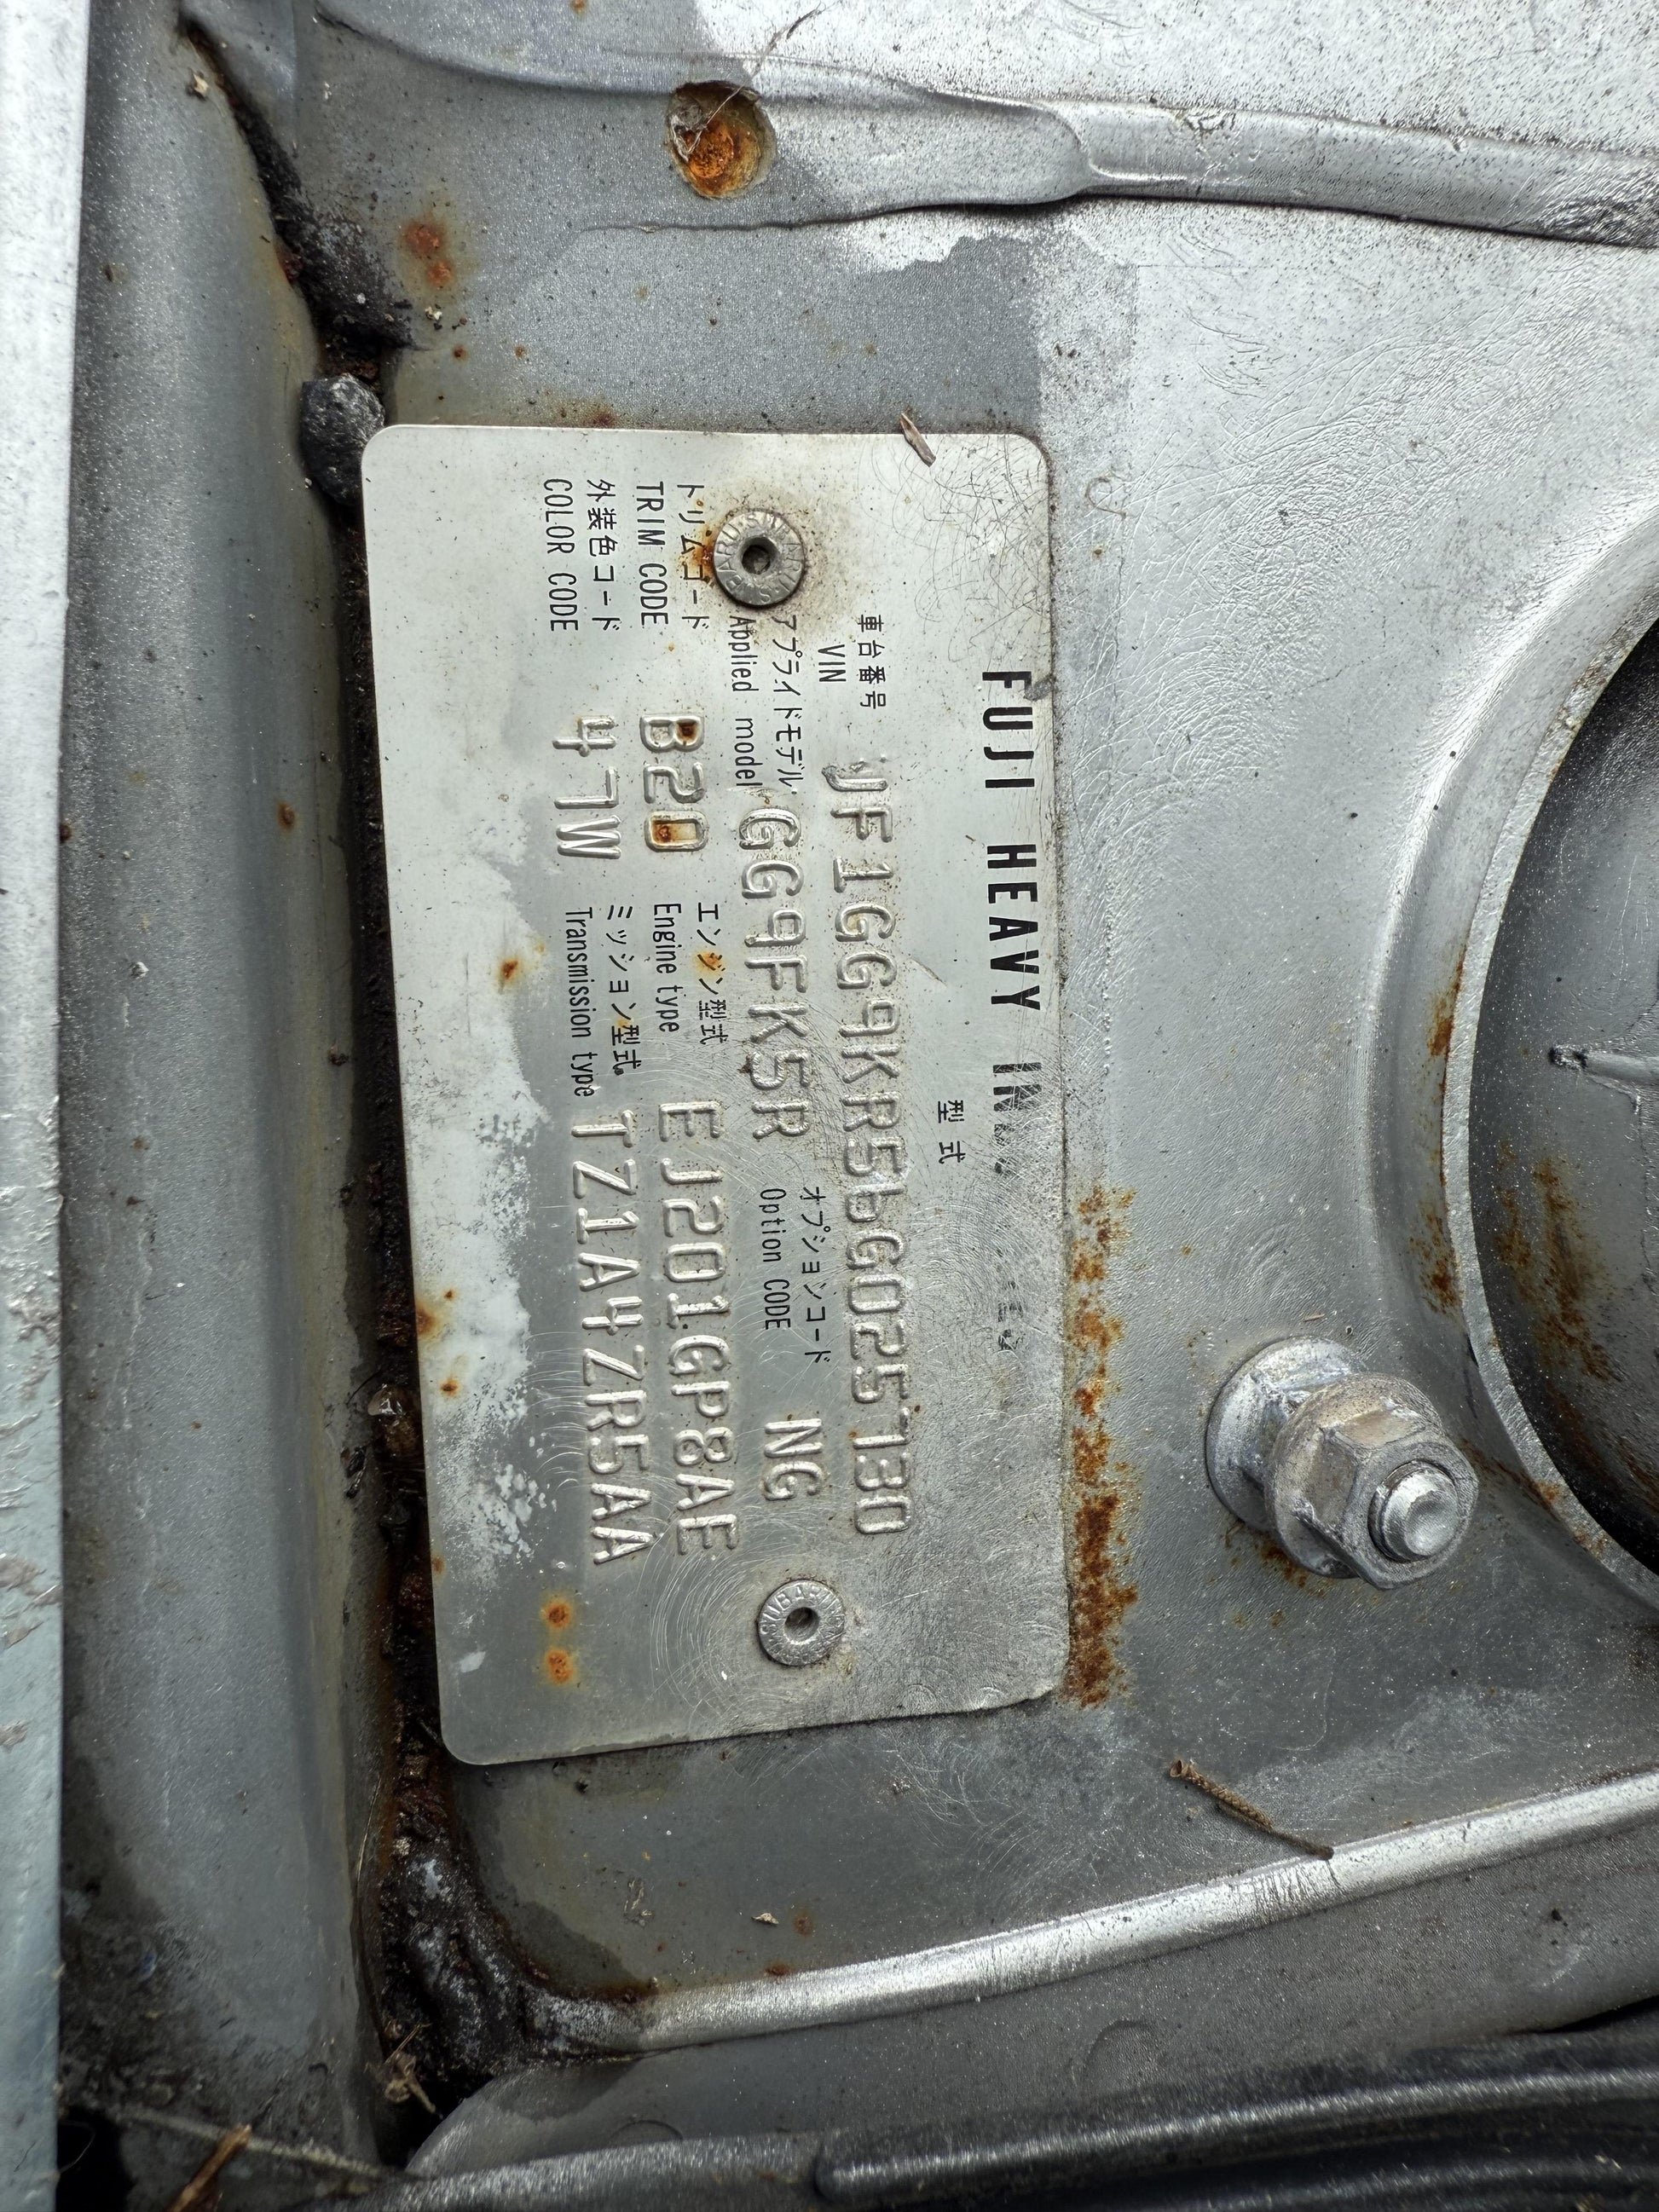 FUJI HEAVY
型式
車台番号
VIN JF1GG9KR56G025730
アプライドモデル オプションコード
Applied model GG9FK5R Option CODE NG
トリムコード エンジン型式
TRIM CODE B20 Engine type EJ201GP8AE
外装色コード ミッション型式
COLOR CODE 47W Transmission type TZ1A4ZR5AA